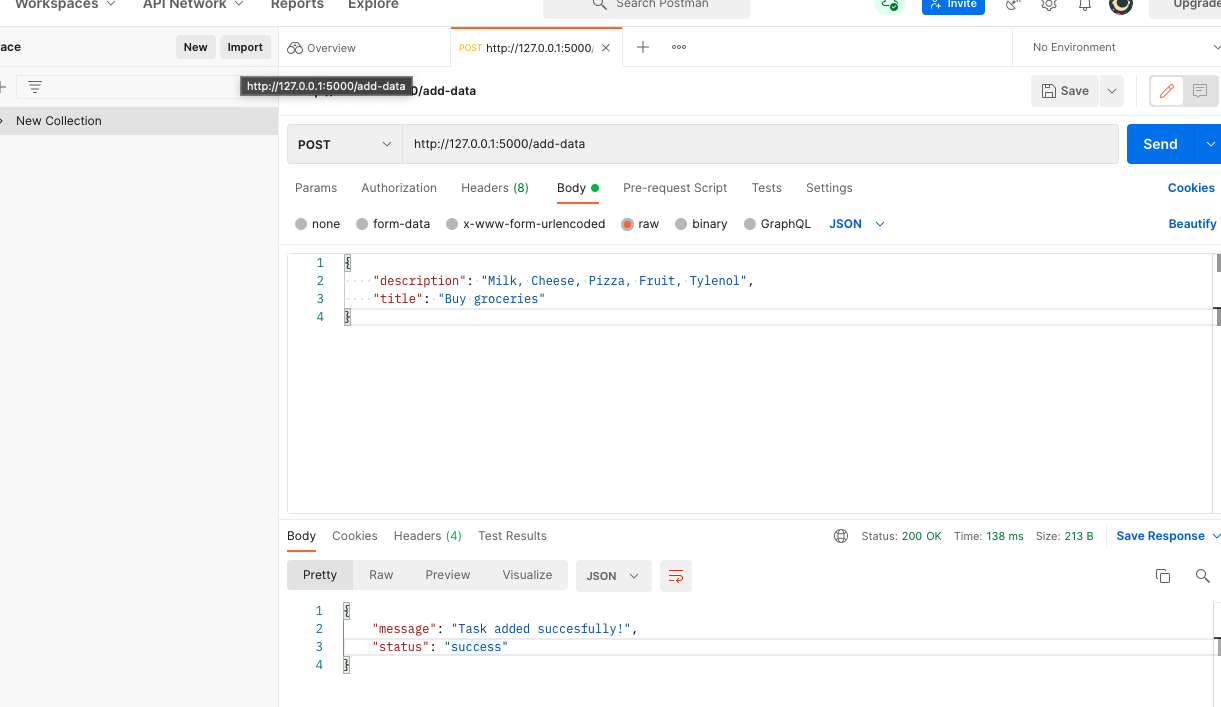 Workspaces API Network Reports Explore Search Postman Invite Upgrade
ace New Import Overview POST http://127.0.0.1:5000/ No Environment
http://127.0.0.1:5000/add-data 0/add-data Save
New Collection
POST http://127.0.0.1:5000/add-data Send
Params Authorization Headers (8) Body Pre-request Script Tests Settings Cookies
none form-data x-www-form-urlencoded raw binary GraphQL JSON Beautify
1 {
2 "description": "Milk, Cheese, Pizza, Fruit, Tylenol",
3 "title": "Buy groceries"
4 }
Body Cookies Headers (4) Test Results Status: 200 OK Time: 138 ms Size: 213 B Save Response
Pretty Raw Preview Visualize JSON
1 {
2 "message": "Task added succesfully!",
3 "status": "success"
4 }